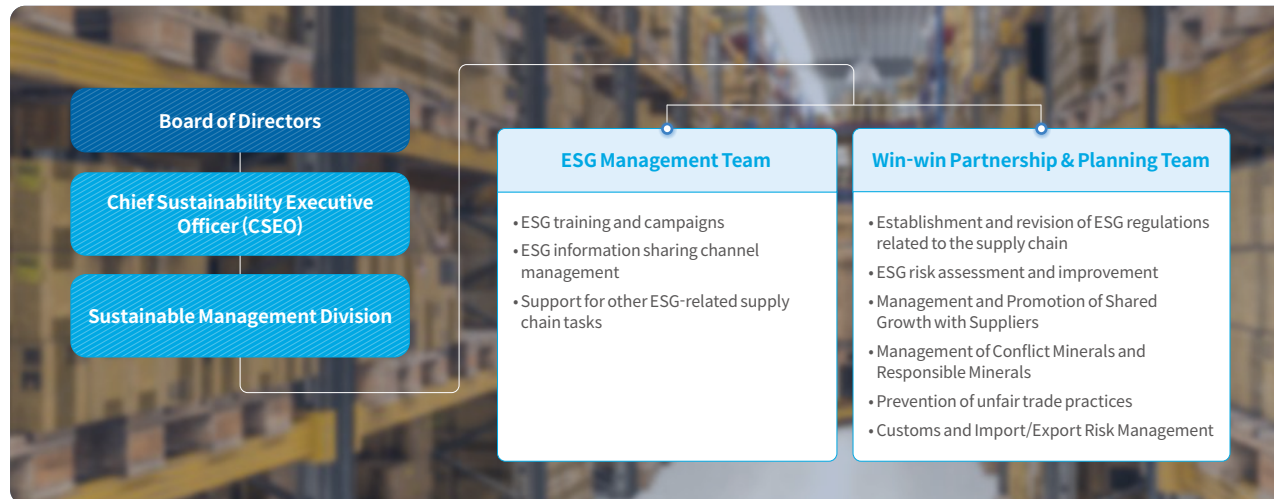 Board of Directors
Chief Sustainability Executive
Officer (CSEO)
Sustainable Management Division
ESG Management Team
• ESG training and campaigns
• ESG information sharing channel
management
• Support for other ESG-related supply
chain tasks
Win-win Partnership & Planning Team
• Establishment and revision of ESG regulations
related to the supply chain
• ESG risk assessment and improvement
• Management and Promotion of Shared
Growth with Suppliers
• Management of Conflict Minerals and
Responsible Minerals
• Prevention of unfair trade practices
• Customs and Import/Export Risk Management